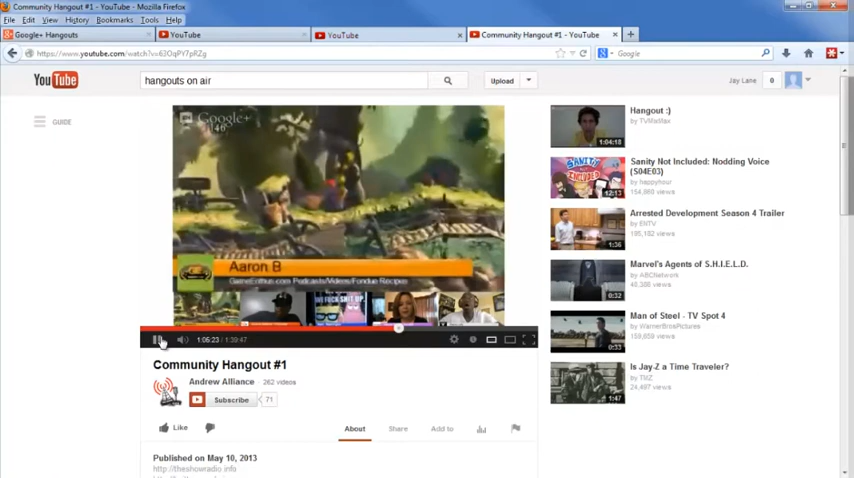 Community Hangout #1 - YouTube - Mozilla Firefox
File Edit View History Bookmarks Tools Help
Google+ Hangouts
YouTube
YouTube
Community Hangout #1 - YouTube
https://www.youtube.com/watch?v=62OqPY7pRZg
Google
YouTube
hangouts on air
Upload
Jay Lane
0
GUIDE
Google+
Aaron B
1:06:23 / 1:39:47
Community Hangout #1
Andrew Alliance · 262 videos
Subscribe
71
Like
About
Share
Add to
Published on May 10, 2013
http://theshowradio.info
Hangout :)
by TVMaiMax
1:04:18
Sanity Not Included: Nodding Voice
(S04E03)
by happyhour
154,880 views
12:13
Arrested Development Season 4 Trailer
195,182 views
1:36
Marvel's Agents of S.H.I.E.L.D.
by ABCNetwork
0:32
Man of Steel - TV Spot 4
by WarnerBrosPictures
0:33
Is Jay-Z a Time Traveler?
by TMZ
24,497 views
1:47